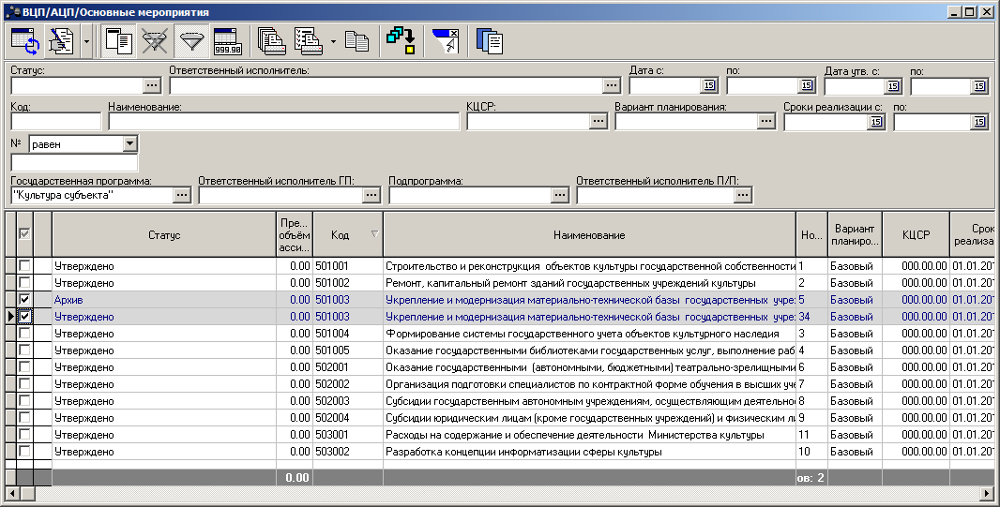 ВЦП/АЦП/Основные мероприятия
999.90
Статус: Ответственный исполнитель: Дата с: по: Дата утв. с: по:
... ... 15 15 15 15
Код: Наименование: КЦСР: Вариант планирования: Сроки реализации с: по:
... ... 15 15
№ равен
Государственная программа: Ответственный исполнитель ГП: Подпрограмма: Ответственный исполнитель П/П:
"Культура субъекта" ... ... ... ...
Статус Пре... объём асси... Код Наименование Но... Вариант планиро... КЦСР Срок реализа
Утверждено 0.00 501001 Строительство и реконструкция объектов культуры государственной собственности 1 Базовый 000.00.00 01.01.201
Утверждено 0.00 501002 Ремонт, капитальный ремонт зданий государственных учреждений культуры 2 Базовый 000.00.00 01.01.201
Архив 0.00 501003 Укрепление и модернизация материально-технической базы государственных учре 5 Базовый 000.00.00 01.01.201
Утверждено 0.00 501003 Укрепление и модернизация материально-технической базы государственных учре 34 Базовый 000.00.00 01.01.201
Утверждено 0.00 501004 Формирование системы государственного учета объектов культурного наследия 3 Базовый 000.00.00 01.01.201
Утверждено 0.00 501005 Оказание государственными библиотеками государственных услуг, выполнение раб 4 Базовый 000.00.00 01.01.201
Утверждено 0.00 502001 Оказание государственными (автономными, бюджетными) театрально-зрелищными 6 Базовый 000.00.00 01.01.201
Утверждено 0.00 502002 Организация подготовки специалистов по контрактной форме обучения в высших уче 7 Базовый 000.00.00 01.01.201
Утверждено 0.00 502003 Субсидии государственным автономным учреждениям, осуществляющим деятельнос 8 Базовый 000.00.00 01.01.201
Утверждено 0.00 502004 Субсидии юридическим лицам (кроме государственных учреждений) и физическим ли 9 Базовый 000.00.00 01.01.201
Утверждено 0.00 503001 Расходы на содержание и обеспечение деятельности Министерства культуры 11 Базовый 000.00.00 01.01.201
Утверждено 0.00 503002 Разработка концепции информатизации сферы культуры 10 Базовый 000.00.00 01.01.201
0.00 ов: 2